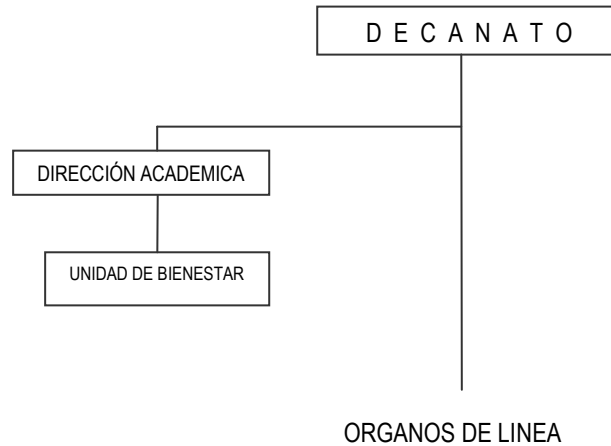 D E C A N A T O
DIRECCIÓN ACADEMICA
UNIDAD DE BIENESTAR
ORGANOS DE LINEA